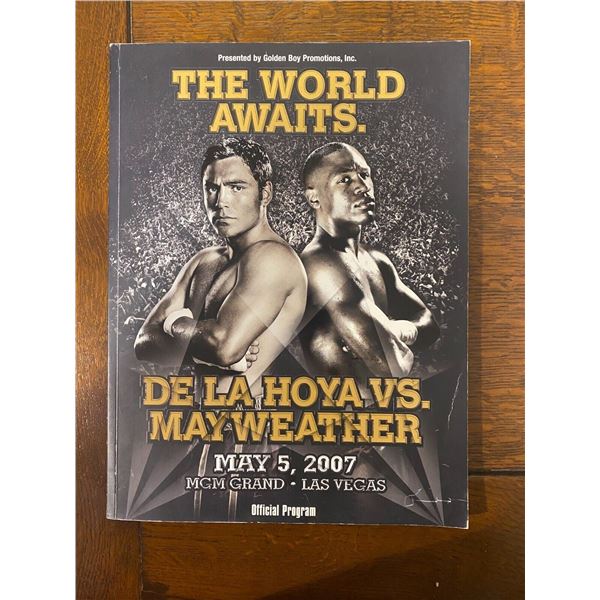 Presented by Golden Boy Promotions, Inc.
THE WORLD
AWAITS.
DE LA HOYA VS.
MAYWEATHER
MAY 5, 2007
MGM GRAND • LAS VEGAS
Official Program